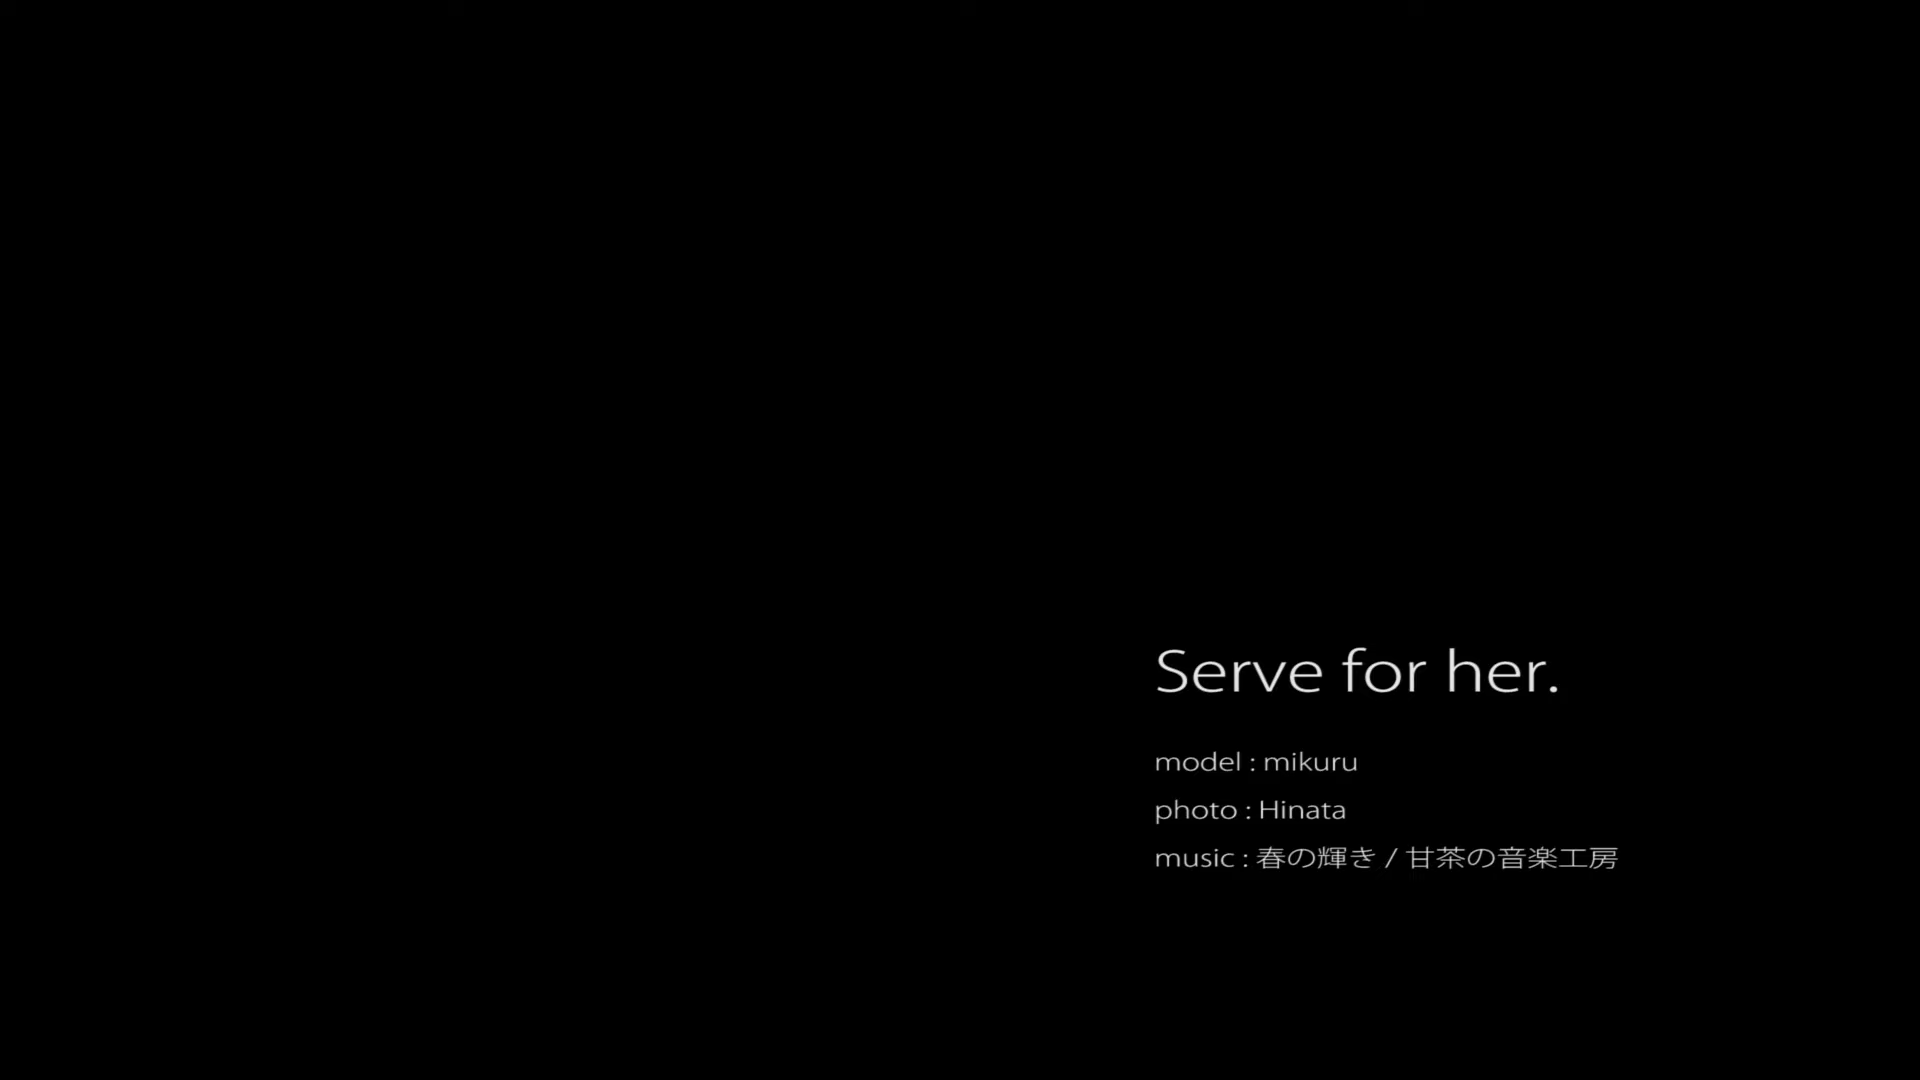 Serve for her.
model : mikuru
photo : Hinata
music : 春の輝き / 甘茶の音楽工房